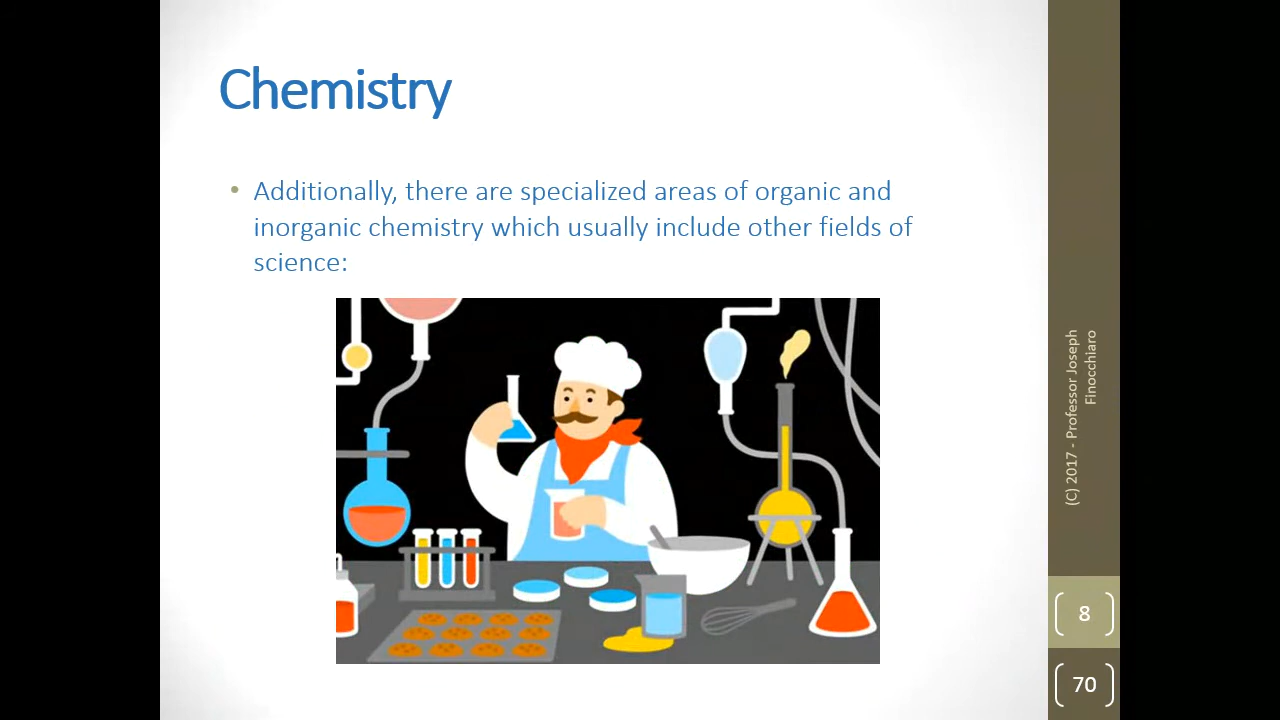 Chemistry
• Additionally, there are specialized areas of organic and
inorganic chemistry which usually include other fields of
science:
(C) 2017 - Professor Joseph
Finocchiaro
8
70